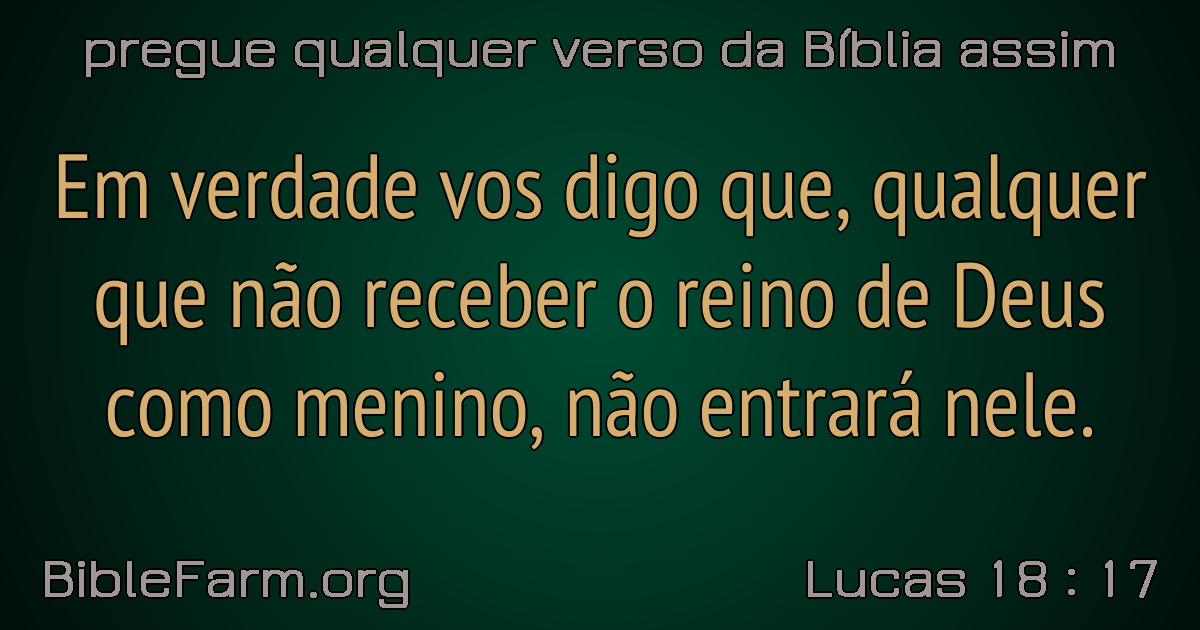 pregue qualquer verso da Bíblia assim
Em verdade vos digo que, qualquer
que não receber o reino de Deus
como menino, não entrará nele.
BibleFarm.org
Lucas 18 : 17